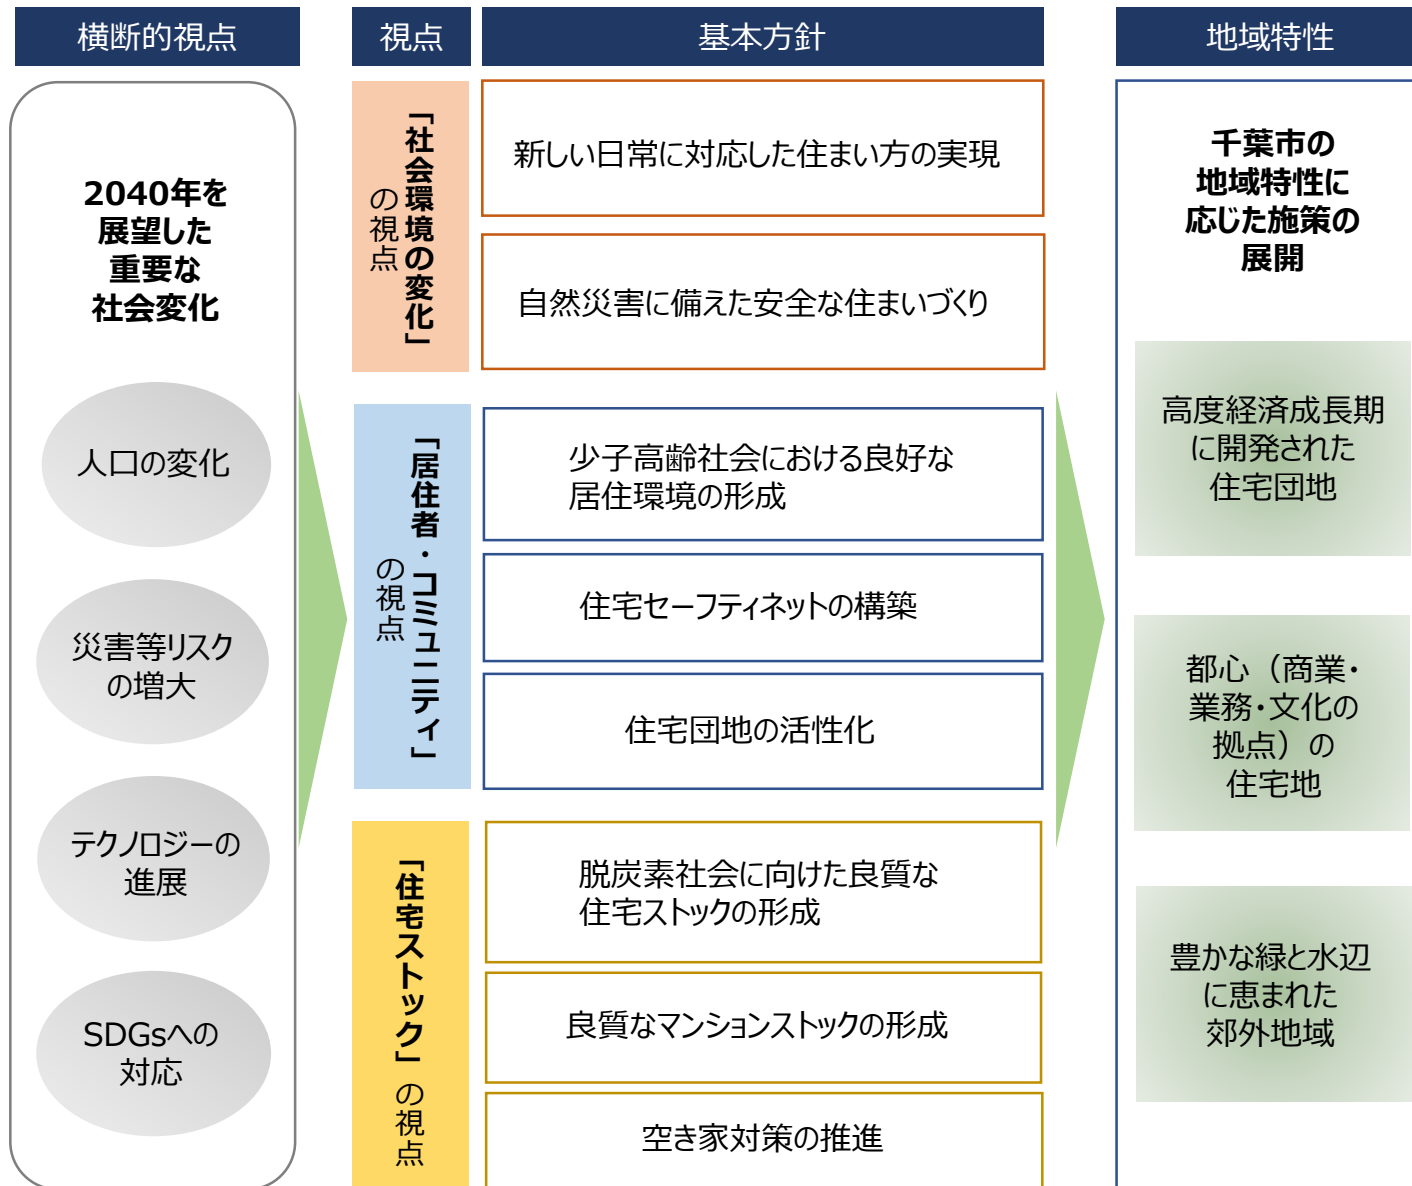 横断的視点
2040年を
展望した
重要な
社会変化
人口の変化
災害等リスク
の増大
テクノロジーの
進展
SDGsへの
対応
視点
基本方針
「社会環境の変化」
の視点
新しい日常に対応した住まい方の実現
自然災害に備えた安全な住まいづくり
「居住者・コミュニティ」
の視点
少子高齢社会における良好な
居住環境の形成
住宅セーフティネットの構築
住宅団地の活性化
「住宅ストック」の視点
脱炭素社会に向けた良質な
住宅ストックの形成
良質なマンションストックの形成
空き家対策の推進
地域特性
千葉市の
地域特性に
応じた施策の
展開
高度経済成長期
に開発された
住宅団地
都心（商業・
業務・文化の
拠点）の
住宅地
豊かな緑と水辺
に恵まれた
郊外地域